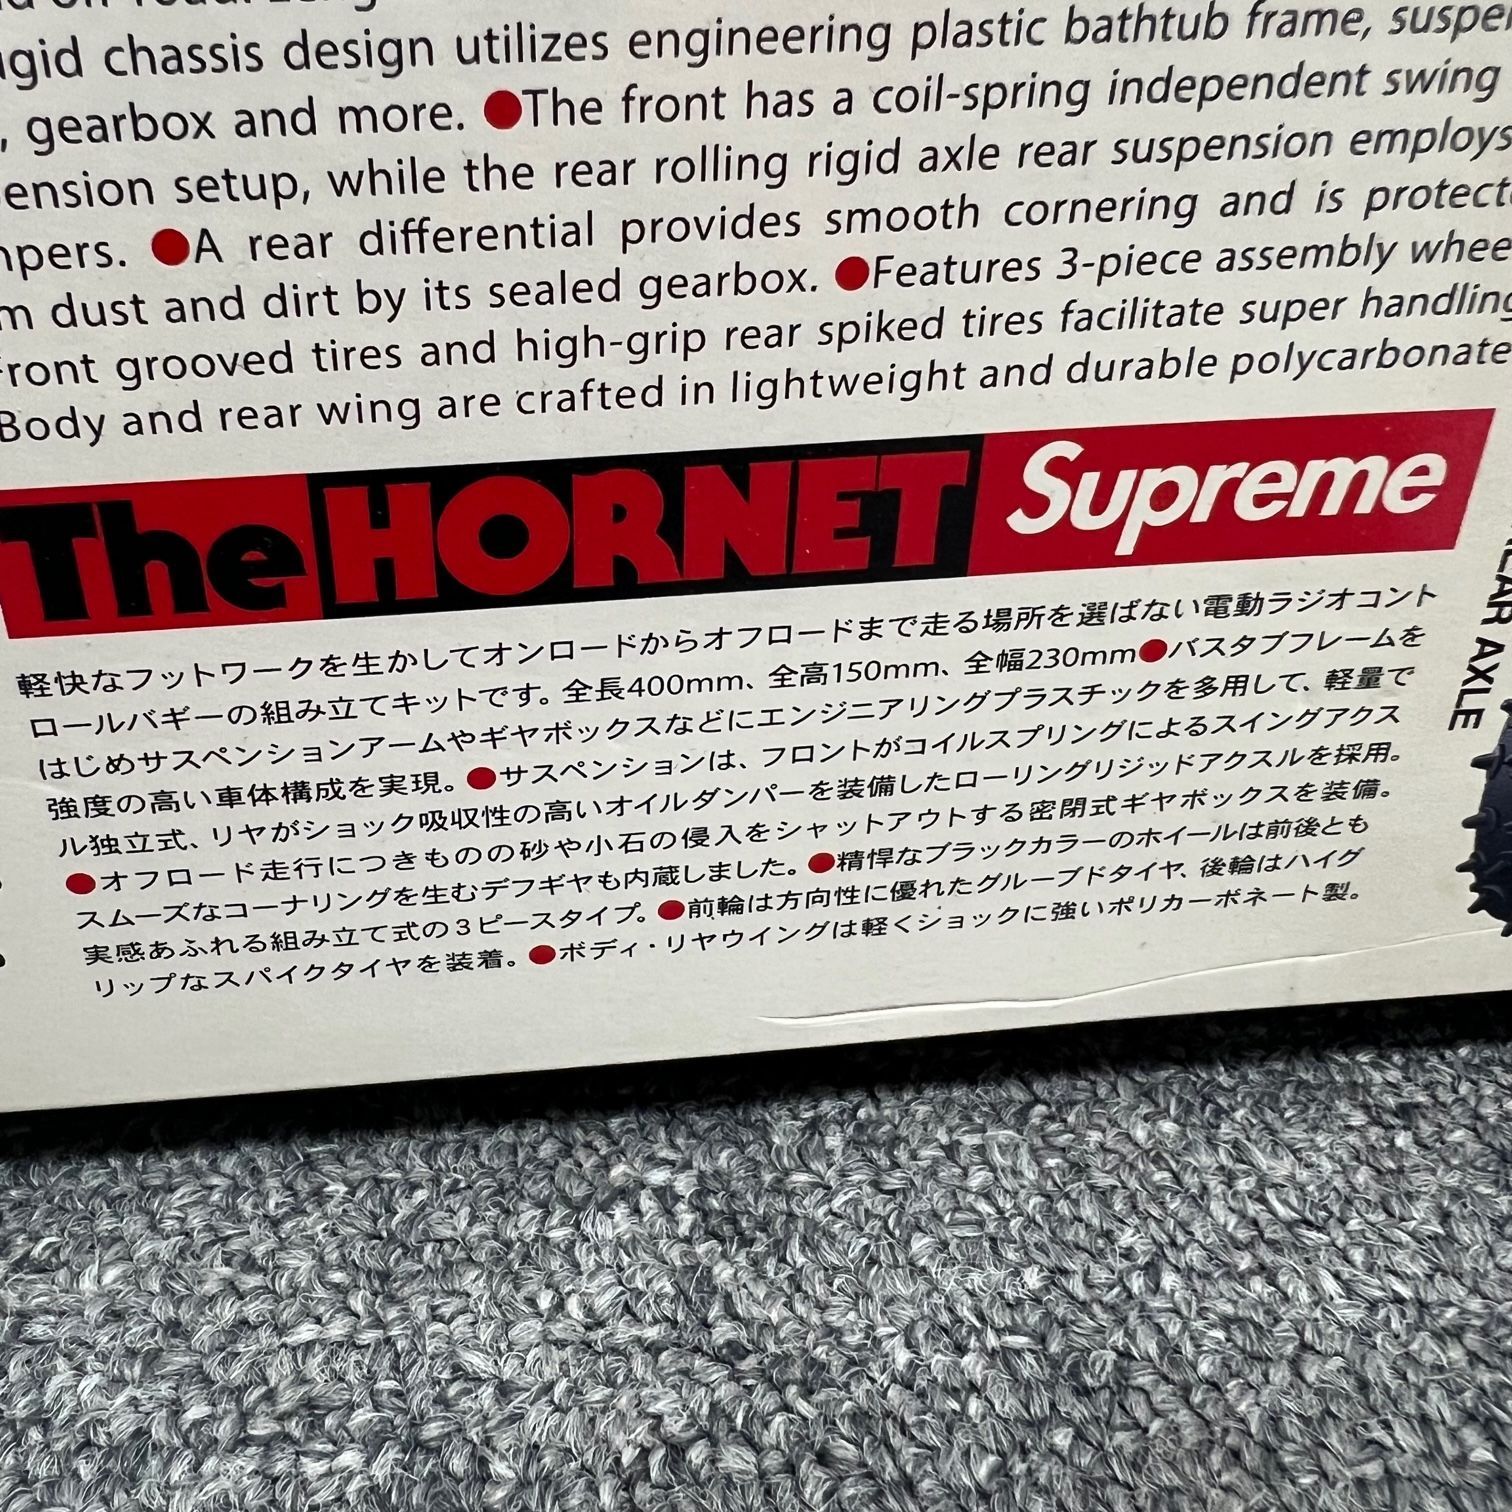 chassis design utilizes engineering plastic bathtub frame,
, gearbox and more. ●The front has a coil-spring independent swing
setup, while the rear rolling rigid axle rear suspension employs
●A rear differential provides smooth cornering and is
dust and dirt by its sealed gearbox. ●Features 3-piece assembly
front grooved tires and high-grip rear spiked tires facilitate super handling
Body and rear wing are crafted in lightweight and durable polycarbonate
The HORNET Supreme
軽快なフットワークを生かしてオンロードからオフロードまで走る場所を選ばない電動ラジオコント
ロールバギーの組み立てキットです。全長400mm、全高150mm、全幅230mm●バスタブフレームを
はじめサスペンションアームやギヤボックスなどにエンジニアリングプラスチックを多用して、軽量で
強度の高い車体構成を実現。●サスペンションは、フロントがコイルスプリングによるスイングアクス
ル独立式、リヤがショック吸収性の高いオイルダンパーを装備したローリングリジッドアクスルを採用。
●オフロード走行につきものの砂や小石の侵入をシャットアウトする密閉式ギヤボックスを装備。
スムーズなコーナリングを生むデフギヤも内蔵しました。●精悍なブラックカラーのホイールは前後とも
実感あふれる組み立て式の3ピースタイプ。●前輪は方向性に優れたグルーブドタイヤ、後輪はハイグ
リップなスパイクタイヤを装着。●ボディ・リヤウイングは軽くショックに強いポリカーボネート製。
REAR AXLE